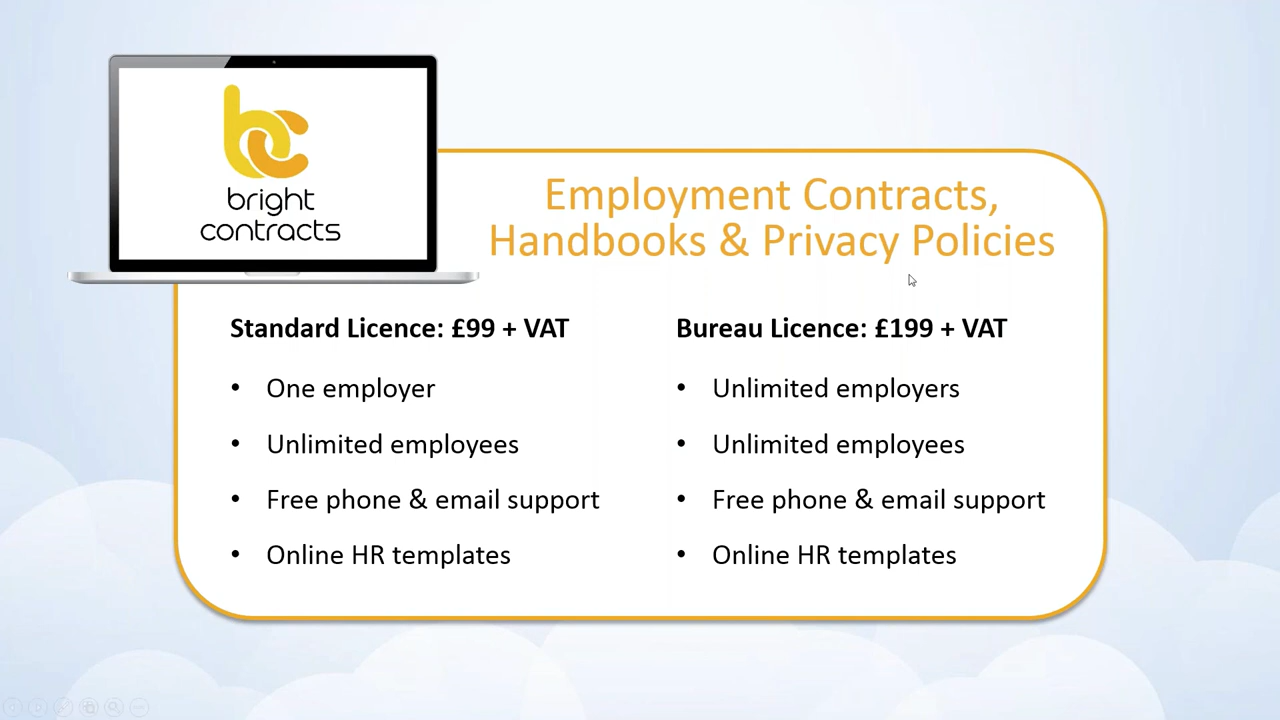 bright
contracts
Employment Contracts,
Handbooks & Privacy Policies
Standard Licence: £99 + VAT
• One employer
• Unlimited employees
• Free phone & email support
• Online HR templates
Bureau Licence: £199 + VAT
• Unlimited employers
• Unlimited employees
• Free phone & email support
• Online HR templates